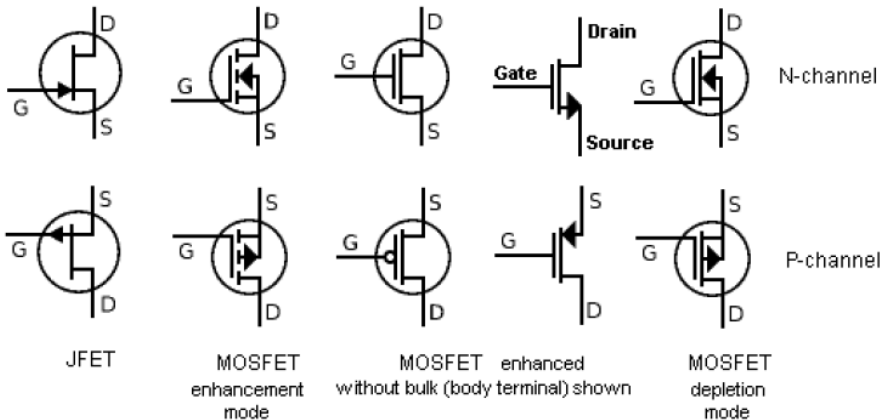 D D D Drain D
G G G Gate G N-channel
S S S Source S
S S S S S
G G G G G P-channel
D D D D D
JFET MOSFET MOSFET enhanced MOSFET
enhancement without bulk (body terminal) shown depletion
mode mode